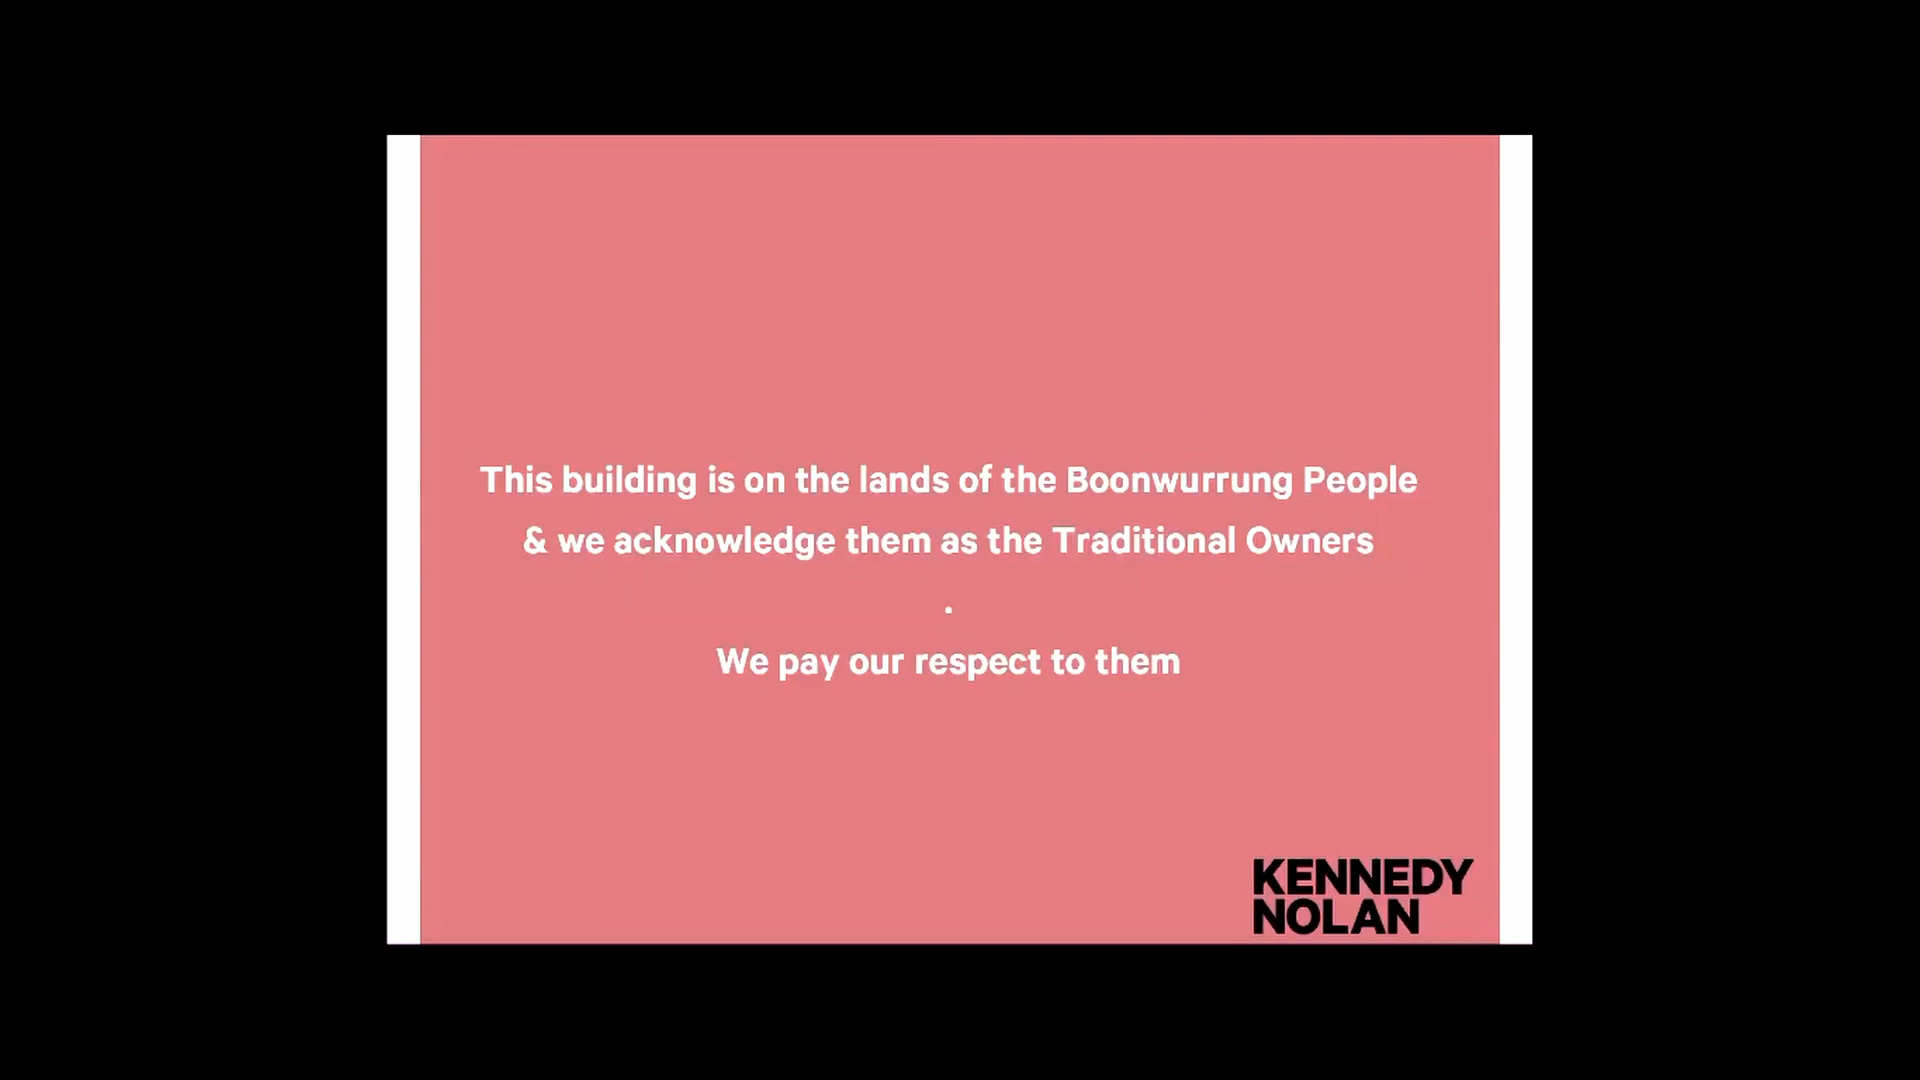 This building is on the lands of the Boonwurrung People
& we acknowledge them as the Traditional Owners
.
We pay our respect to them
KENNEDY
NOLAN